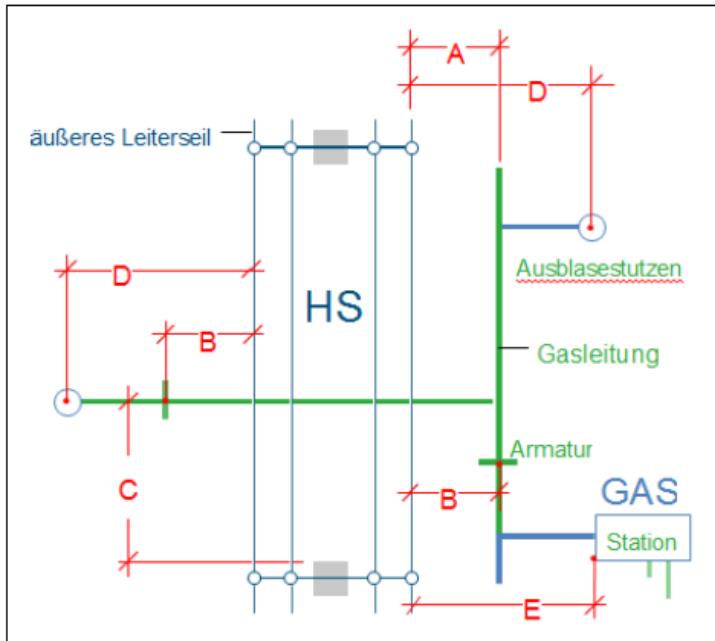 A
D
äußeres Leiterseil
Ausblasestutzen
D
HS
B
Gasleitung
Armatur
C
B
GAS
Station
E